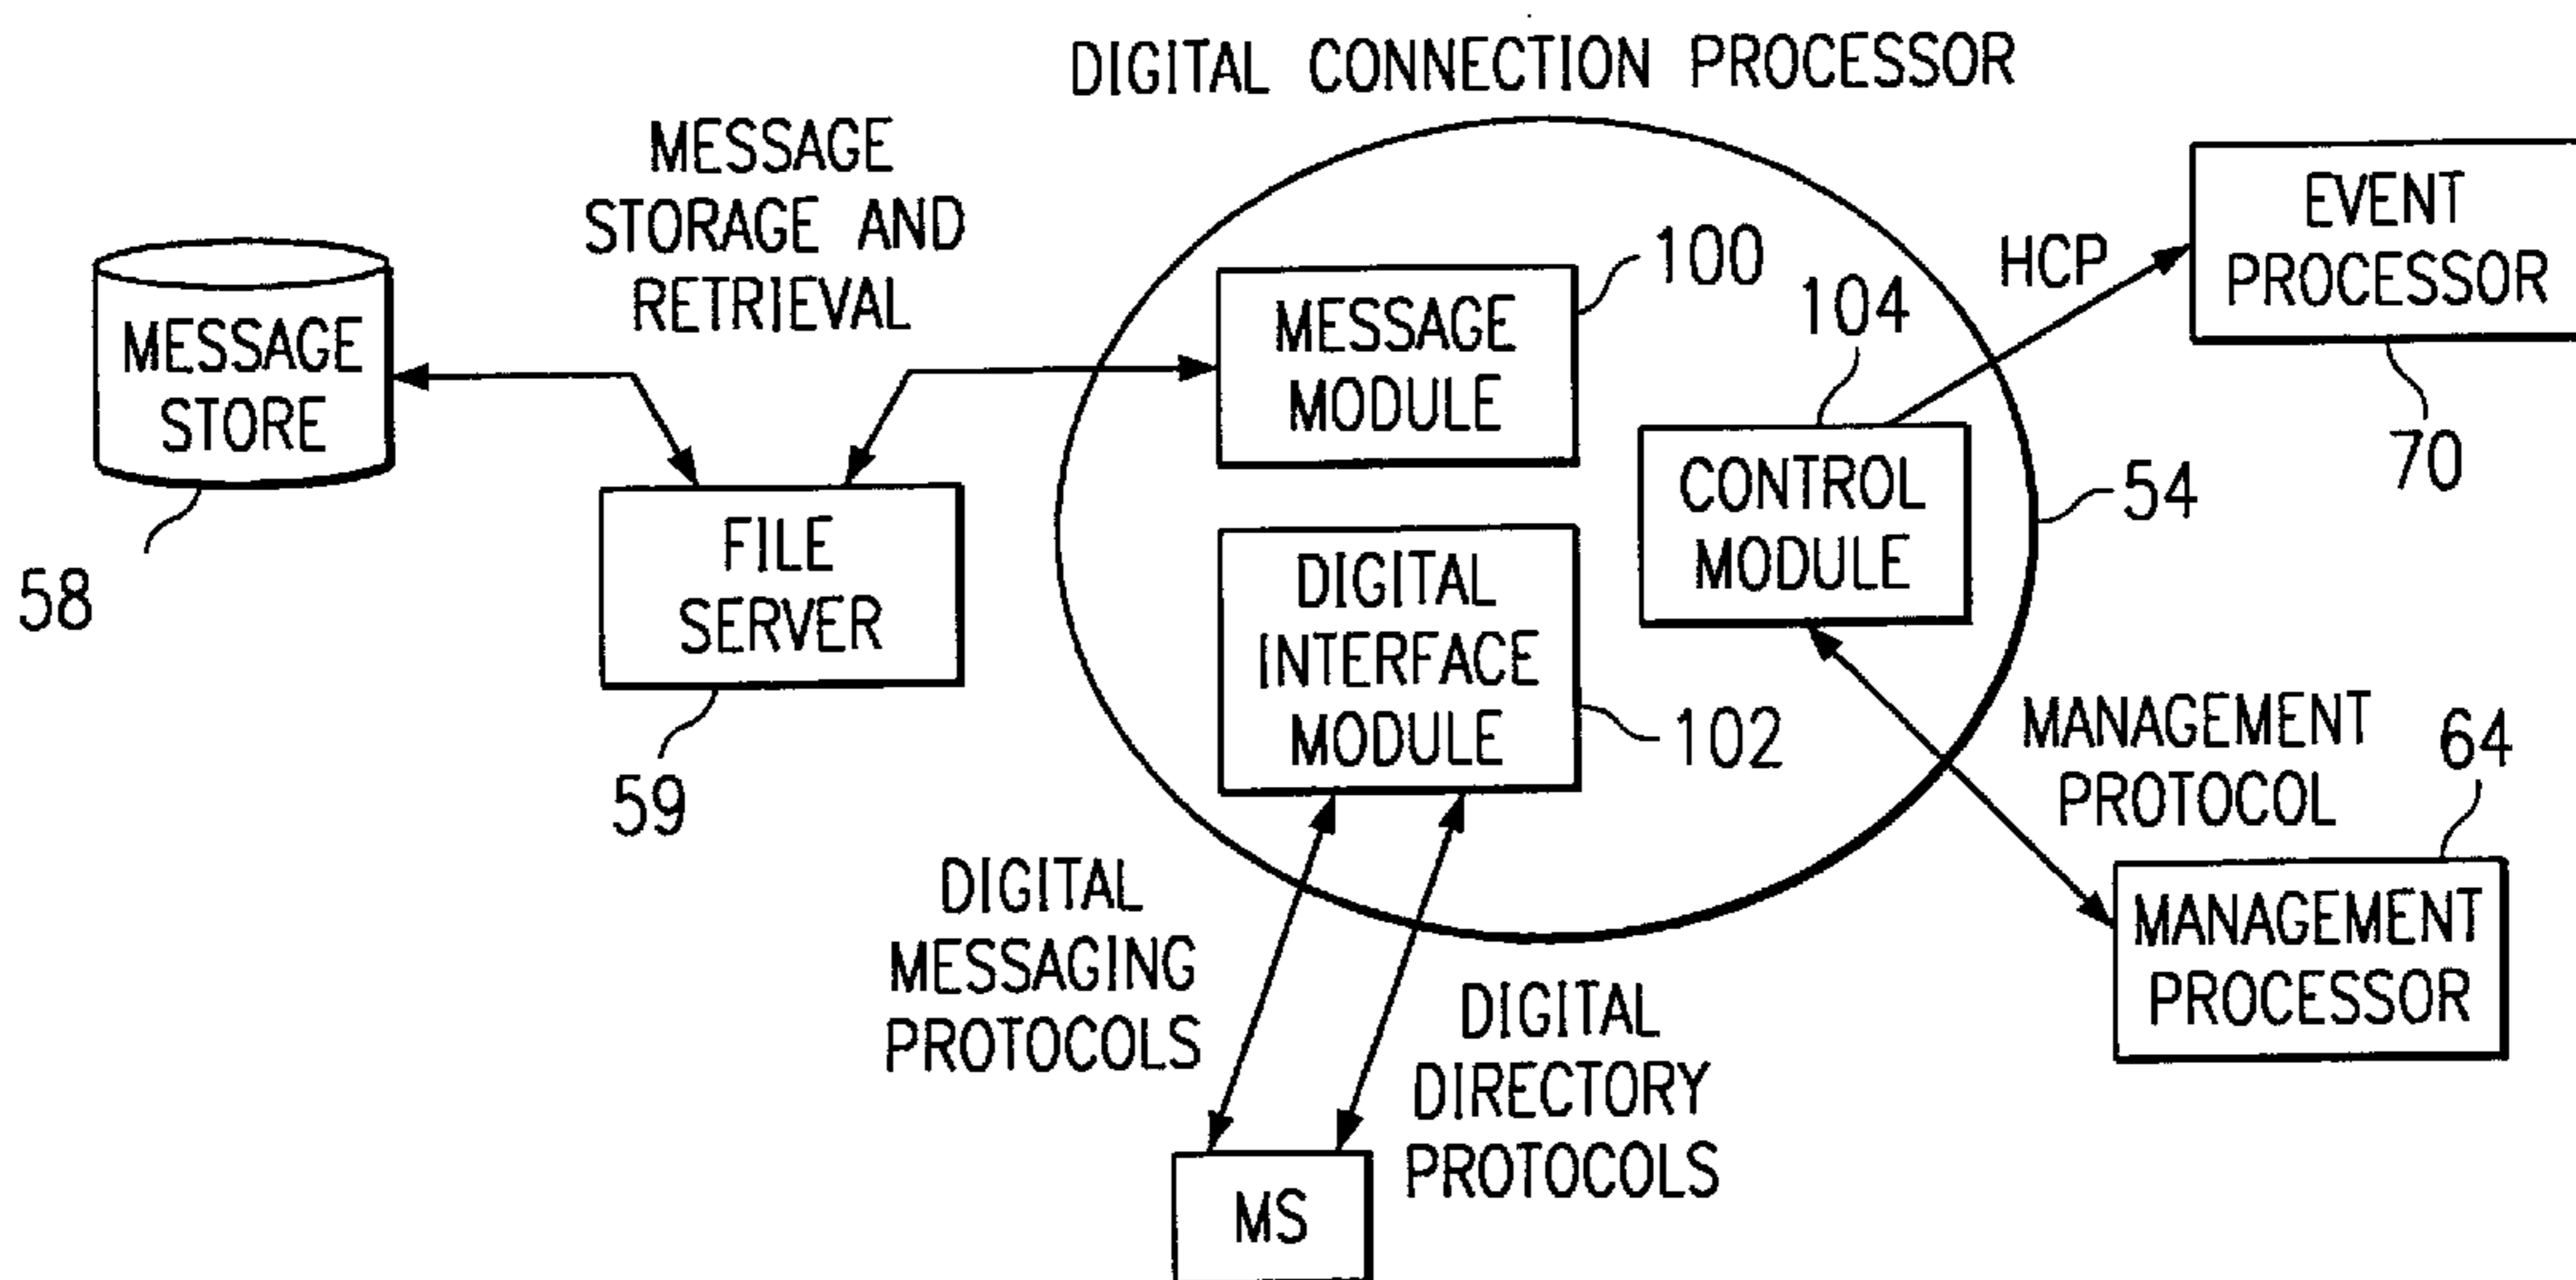 DIGITAL CONNECTION PROCESSOR
MESSAGE
STORAGE AND
RETRIEVAL
MESSAGE
STORE
58
FILE
SERVER
59
MESSAGE
MODULE
100
104
CONTROL
MODULE
HCP
EVENT
PROCESSOR
70
54
DIGITAL
INTERFACE
MODULE
102
MANAGEMENT
PROTOCOL
64
MANAGEMENT
PROCESSOR
DIGITAL
MESSAGING
PROTOCOLS
DIGITAL
DIRECTORY
PROTOCOLS
MS